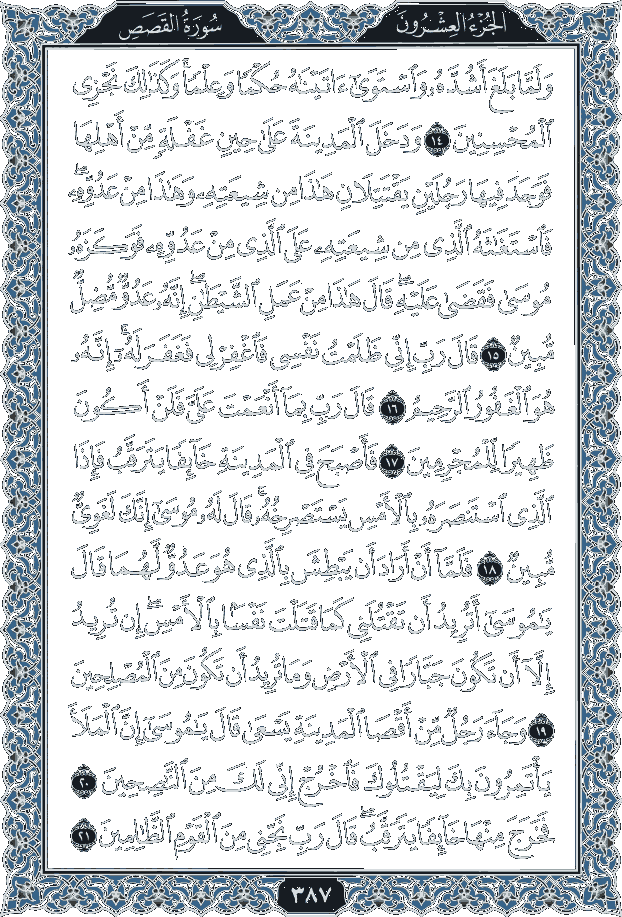 سُورَةُ القَصَصِ
الجُزْءُ العِشْرُونَ
وَلَمَّا بَلَغَ أَشُدَّهُۥ وَٱسْتَوَىٰٓ ءَاتَيْنَٰهُ حُكْمًا وَعِلْمًا ۚ وَكَذَٰلِكَ نَجْزِى
ٱلْمُحْسِنِينَ ١٤ وَدَخَلَ ٱلْمَدِينَةَ عَلَىٰ حِينِ غَفْلَةٍ مِّنْ أَهْلِهَا
فَوَجَدَ فِيهَا رَجُلَيْنِ يَقْتَتِلَانِ هَٰذَا مِن شِيعَتِهِۦ وَهَٰذَا مِنْ عَدُوِّهِۦ ۖ
فَٱسْتَغَٰثَهُ ٱلَّذِى مِن شِيعَتِهِۦ عَلَى ٱلَّذِى مِنْ عَدُوِّهِۦ فَوَكَزَهُۥ
مُوسَىٰ فَقَضَىٰ عَلَيْهِ ۖ قَالَ هَٰذَا مِنْ عَمَلِ ٱلشَّيْطَٰنِ ۖ إِنَّهُۥ عَدُوٌّ مُّضِلٌّ
مُّبِينٌ ١٥ قَالَ رَبِّ إِنِّى ظَلَمْتُ نَفْسِى فَٱغْفِرْ لِى فَغَفَرَ لَهُۥٓ ۚ إِنَّهُۥ
هُوَ ٱلْغَفُورُ ٱلرَّحِيمُ ١٦ قَالَ رَبِّ بِمَآ أَنْعَمْتَ عَلَىَّ فَلَنْ أَكُونَ
ظَهِيرًا لِّلْمُجْرِمِينَ ١٧ فَأَصْبَحَ فِى ٱلْمَدِينَةِ خَآئِفًا يَتَرَقَّبُ فَإِذَا
ٱلَّذِى ٱسْتَنصَرَهُۥ بِٱلْأَمْسِ يَسْتَصْرِخُهُۥ ۚ قَالَ لَهُۥ مُوسَىٰٓ إِنَّكَ لَغَوِىٌّ
مُّبِينٌ ١٨ فَلَمَّآ أَنْ أَرَادَ أَن يَبْطِشَ بِٱلَّذِى هُوَ عَدُوٌّ لَّهُمَا قَالَ
يَٰمُوسَىٰٓ أَتُرِيدُ أَن تَقْتُلَنِى كَمَا قَتَلْتَ نَفْسًۢا بِٱلْأَمْسِ ۖ إِن تُرِيدُ
إِلَّآ أَن تَكُونَ جَبَّارًا فِى ٱلْأَرْضِ وَمَا تُرِيدُ أَن تَكُونَ مِنَ ٱلْمُصْلِحِينَ
١٩ وَجَآءَ رَجُلٌ مِّنْ أَقْصَا ٱلْمَدِينَةِ يَسْعَىٰ قَالَ يَٰمُوسَىٰٓ إِنَّ ٱلْمَلَأَ
يَأْتَمِرُونَ بِكَ لِيَقْتُلُوكَ فَٱخْرُجْ إِنِّى لَكَ مِنَ ٱلنَّٰصِحِينَ ٢٠
فَخَرَجَ مِنْهَا خَآئِفًا يَتَرَقَّبُ ۖ قَالَ رَبِّ نَجِّنِى مِنَ ٱلْقَوْمِ ٱلظَّٰلِمِينَ ٢١
٣٨٧